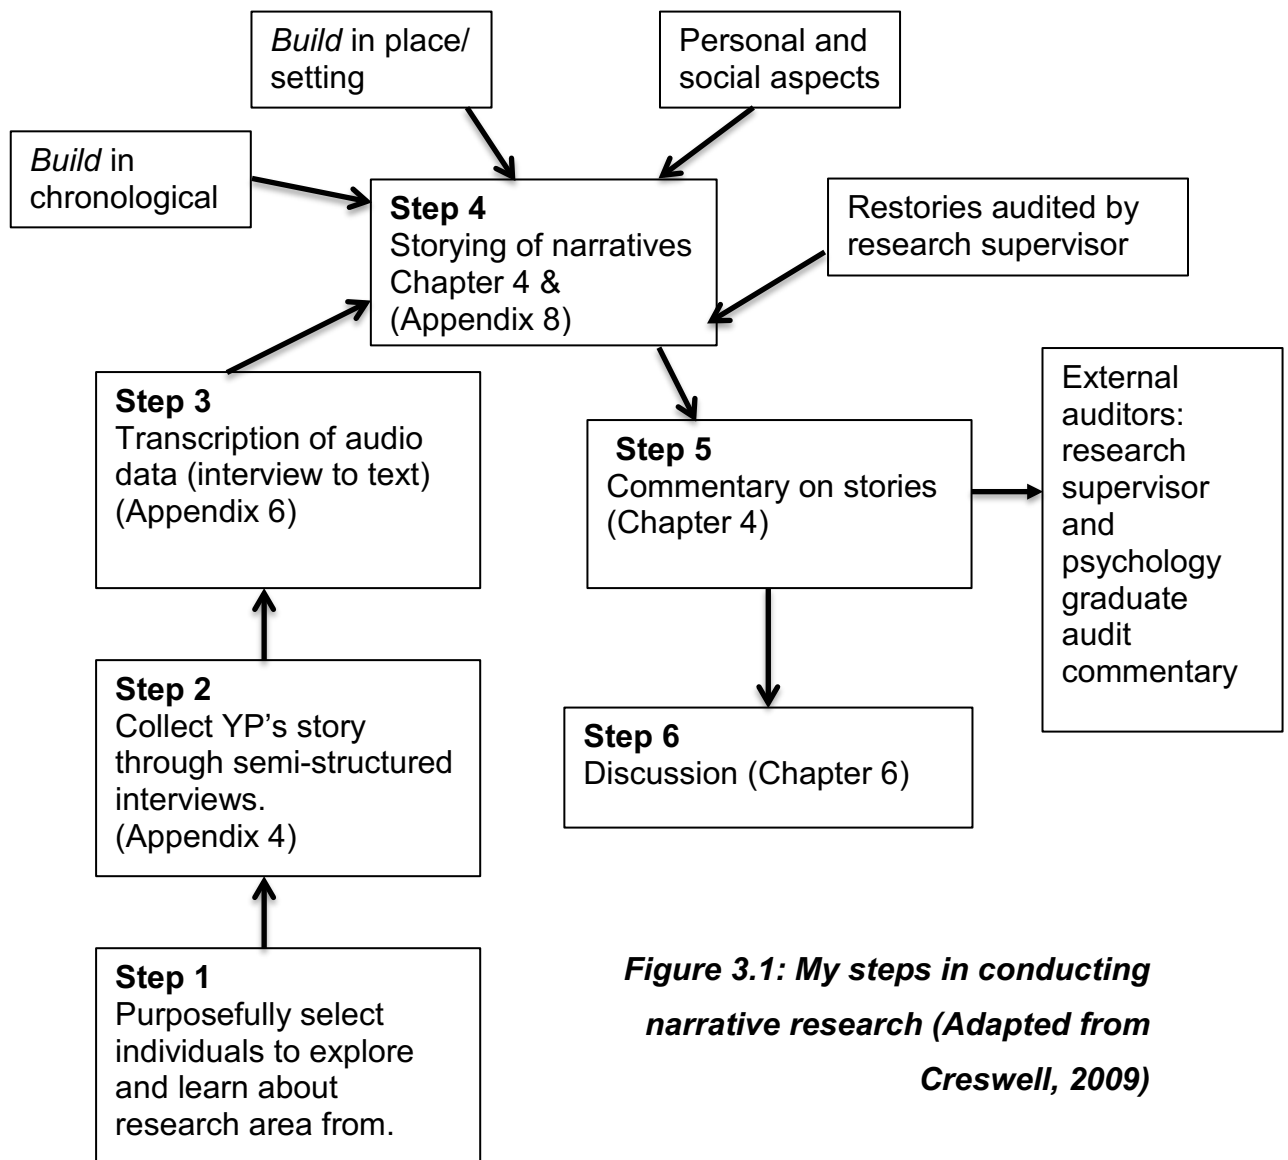 Build in place/
setting
Personal and
social aspects
Build in
chronological
Step 4
Storying of narratives
Chapter 4 &
(Appendix 8)
Restories audited by
research supervisor
Step 3
Transcription of audio
data (interview to text)
(Appendix 6)
Step 5
Commentary on stories
(Chapter 4)
External
auditors:
research
supervisor
and
psychology
graduate
audit
commentary
Step 2
Collect YP’s story
through semi-structured
interviews.
(Appendix 4)
Step 6
Discussion (Chapter 6)
Step 1
Purposefully select
individuals to explore
and learn about
research area from.
Figure 3.1: My steps in conducting
narrative research (Adapted from
Creswell, 2009)